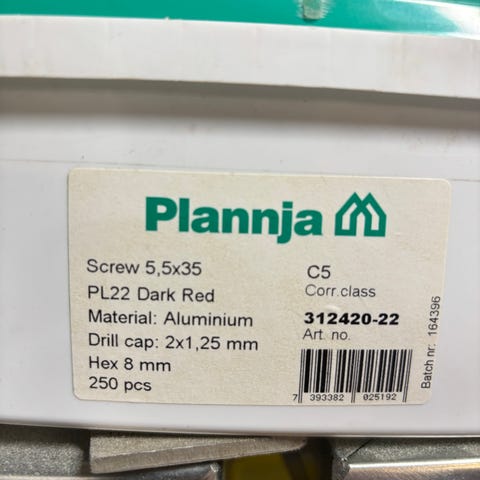 Plannja
Screw 5,5x35
PL22 Dark Red
Material: Aluminium
Drill cap: 2x1,25 mm
Hex 8 mm
250 pcs
C5
Corr.class
312420-22
Art. no.
7 393382 025192
Batch nr: 164396